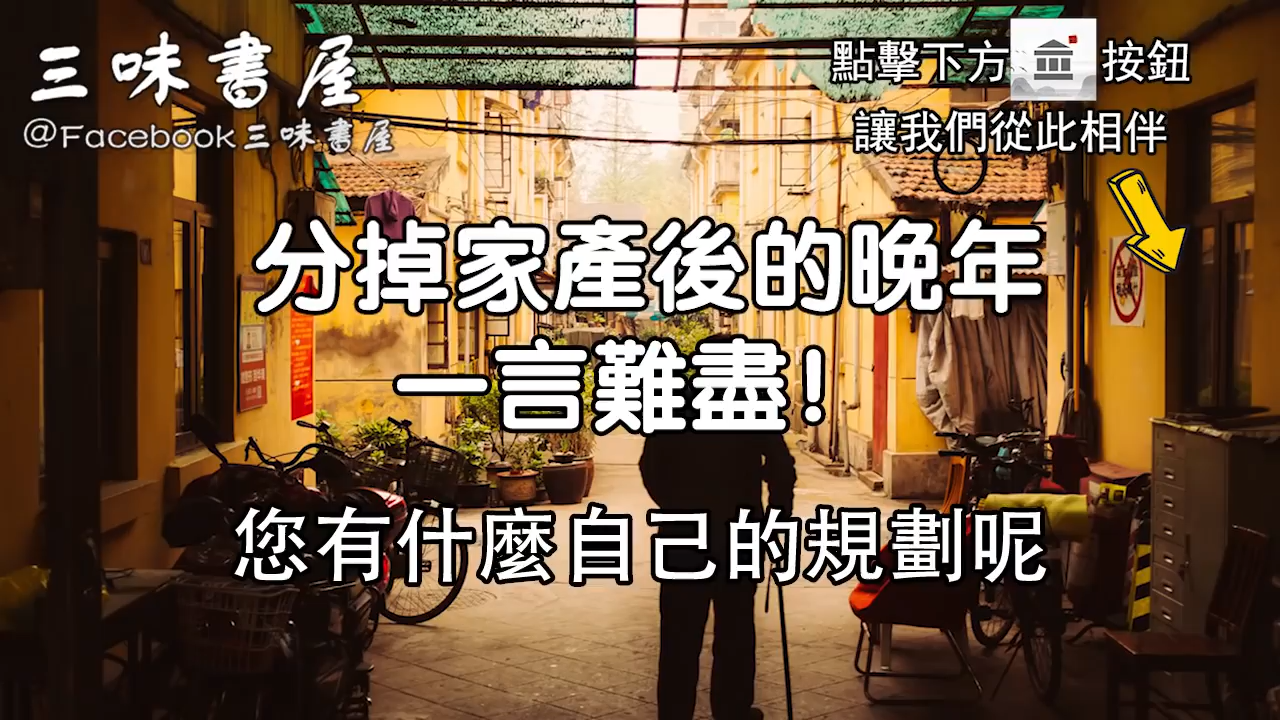 三味書屋
@Facebook三味書屋
點擊下方 按鈕
讓我們從此相伴
分掉家產後的晚年
一言難盡!
您有什麼自己的規劃呢